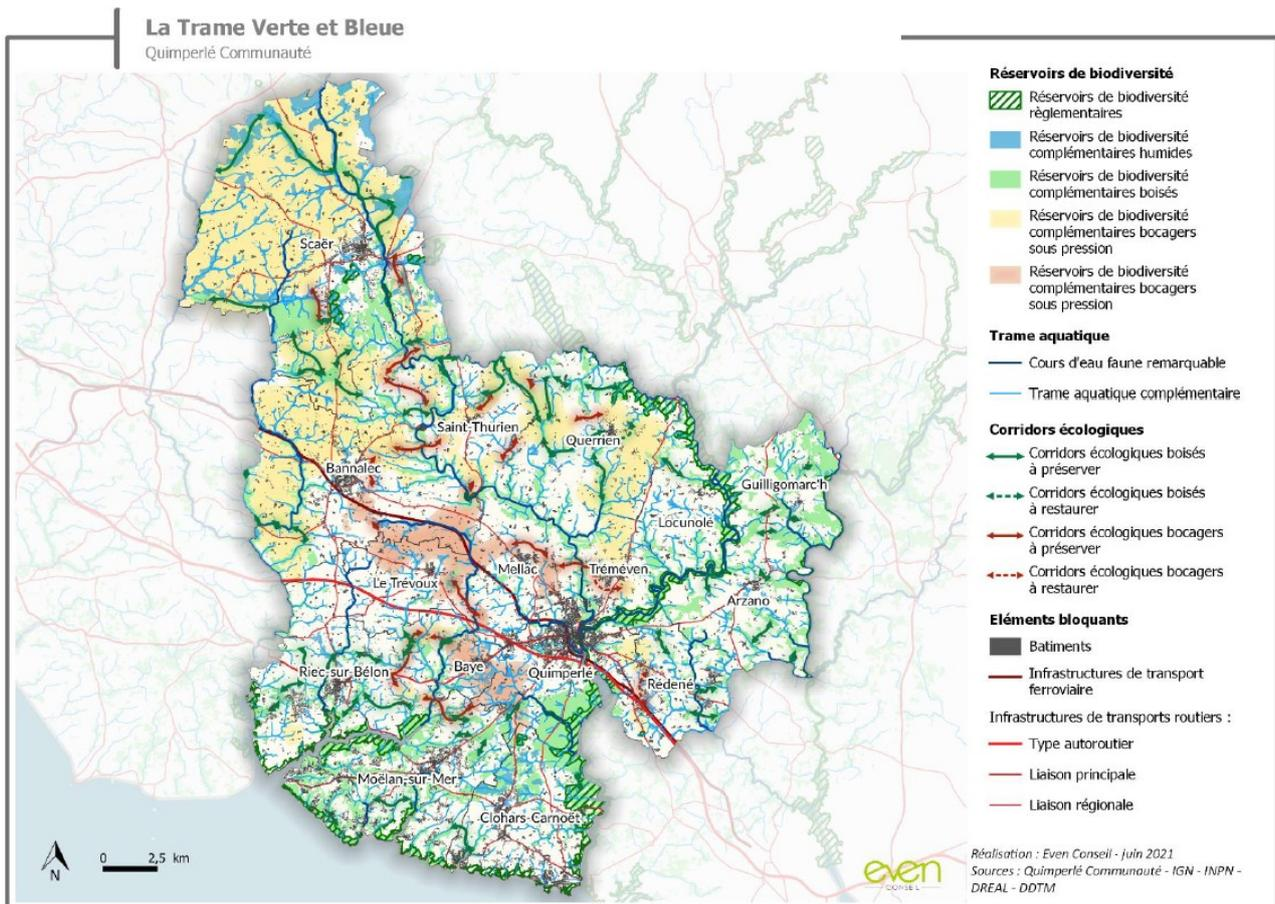 La Trame Verte et Bleue
Quimperlé Communauté
Scaër
Saint-Thurien
Querrien
Bannalec
Guilligomarc'h
Locunolé
Mellac
Tréméven
Le Trévoux
Arzano
Riec-sur-Bélon
Baye
Quimperlé
Rédené
Moëlan-sur-Mer
Clohars-Carnoët
N
0 2,5 km
Réservoirs de biodiversité
Réservoirs de biodiversité
règlementaires
Réservoirs de biodiversité
complémentaires humides
Réservoirs de biodiversité
complémentaires boisés
Réservoirs de biodiversité
complémentaires bocagers
sous pression
Réservoirs de biodiversité
complémentaires bocagers
sous pression
Trame aquatique
Cours d'eau faune remarquable
Trame aquatique complémentaire
Corridors écologiques
Corridors écologiques boisés
à préserver
Corridors écologiques boisés
à restaurer
Corridors écologiques bocagers
à préserver
Corridors écologiques bocagers
à restaurer
Eléments bloquants
Batiments
Infrastructures de transport
ferroviaire
Infrastructures de transports routiers :
Type autoroutier
Liaison principale
Liaison régionale
even
CONSEIL
Réalisation : Even Conseil - juin 2021
Sources : Quimperlé Communauté - IGN - INPN -
DREAL - DDTM